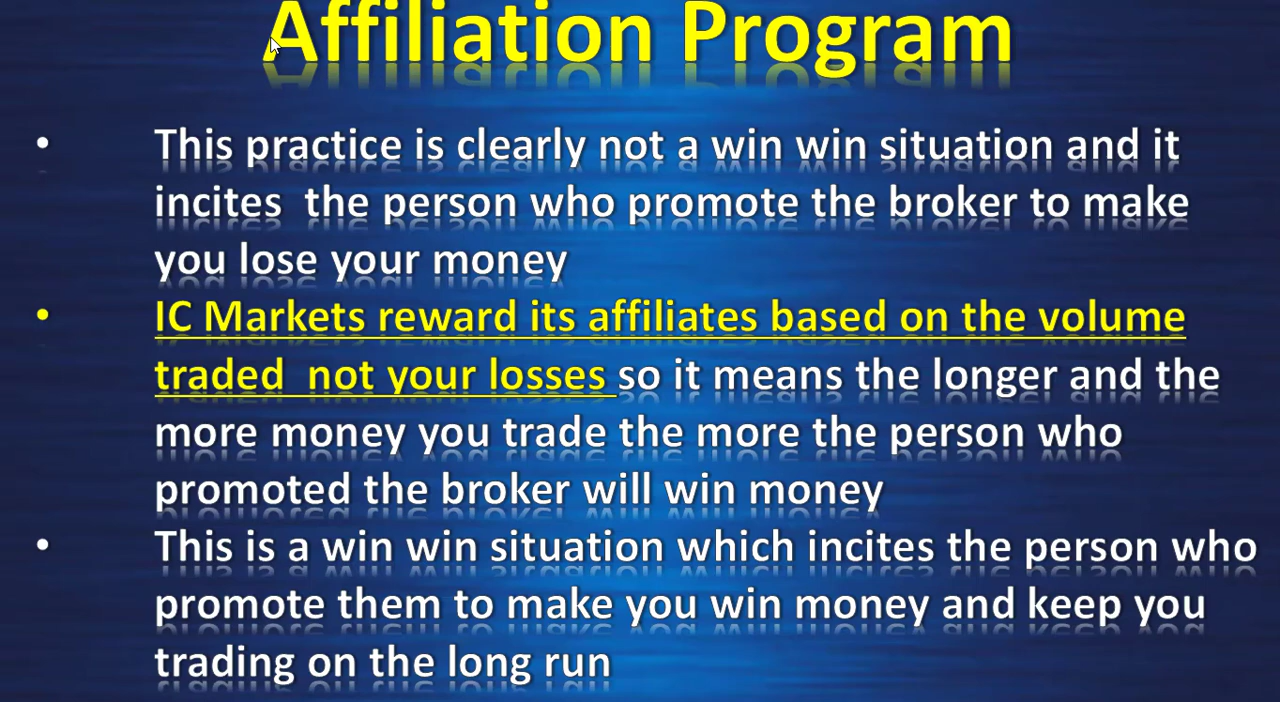 Affiliation Program
• This practice is clearly not a win win situation and it
incites  the person who promote the broker to make
you lose your money
• IC Markets reward its affiliates based on the volume
traded  not your losses so it means the longer and the
more money you trade the more the person who
promoted the broker will win money
• This is a win win situation which incites the person who
promote them to make you win money and keep you
trading on the long run